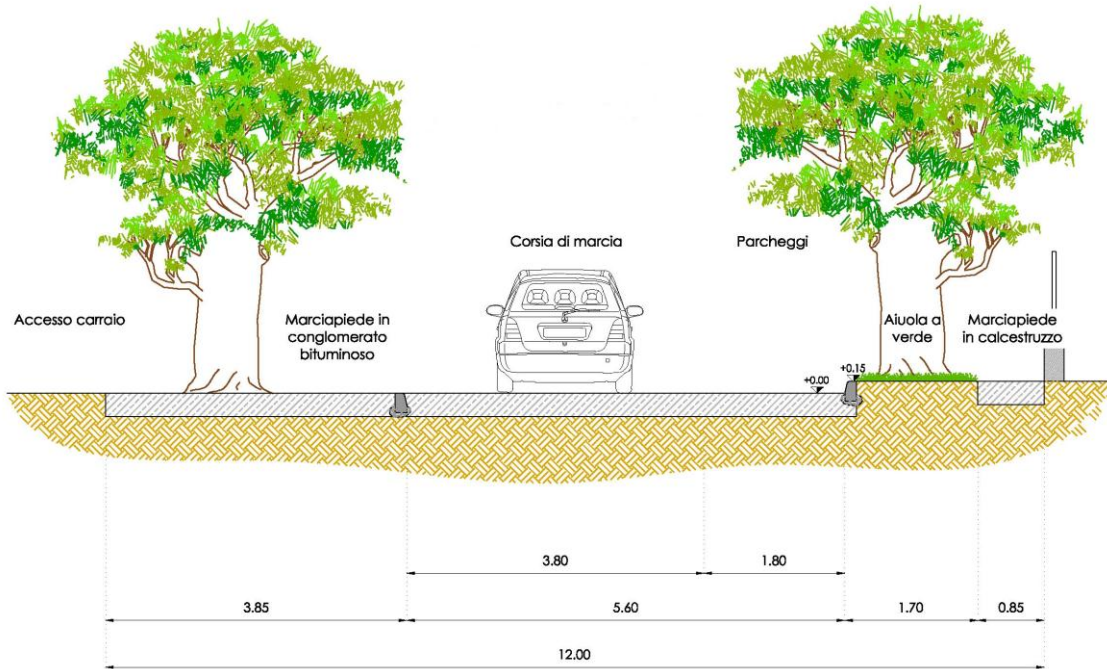 Corsia di marcia
Parcheggi
Accesso carraio
Marciapiede in
conglomerato
bituminoso
Aiuola a
verde
Marciapiede
in calcestruzzo
+0.00
+0.15
3.80
1.80
3.85
5.60
1.70
0.85
12.00